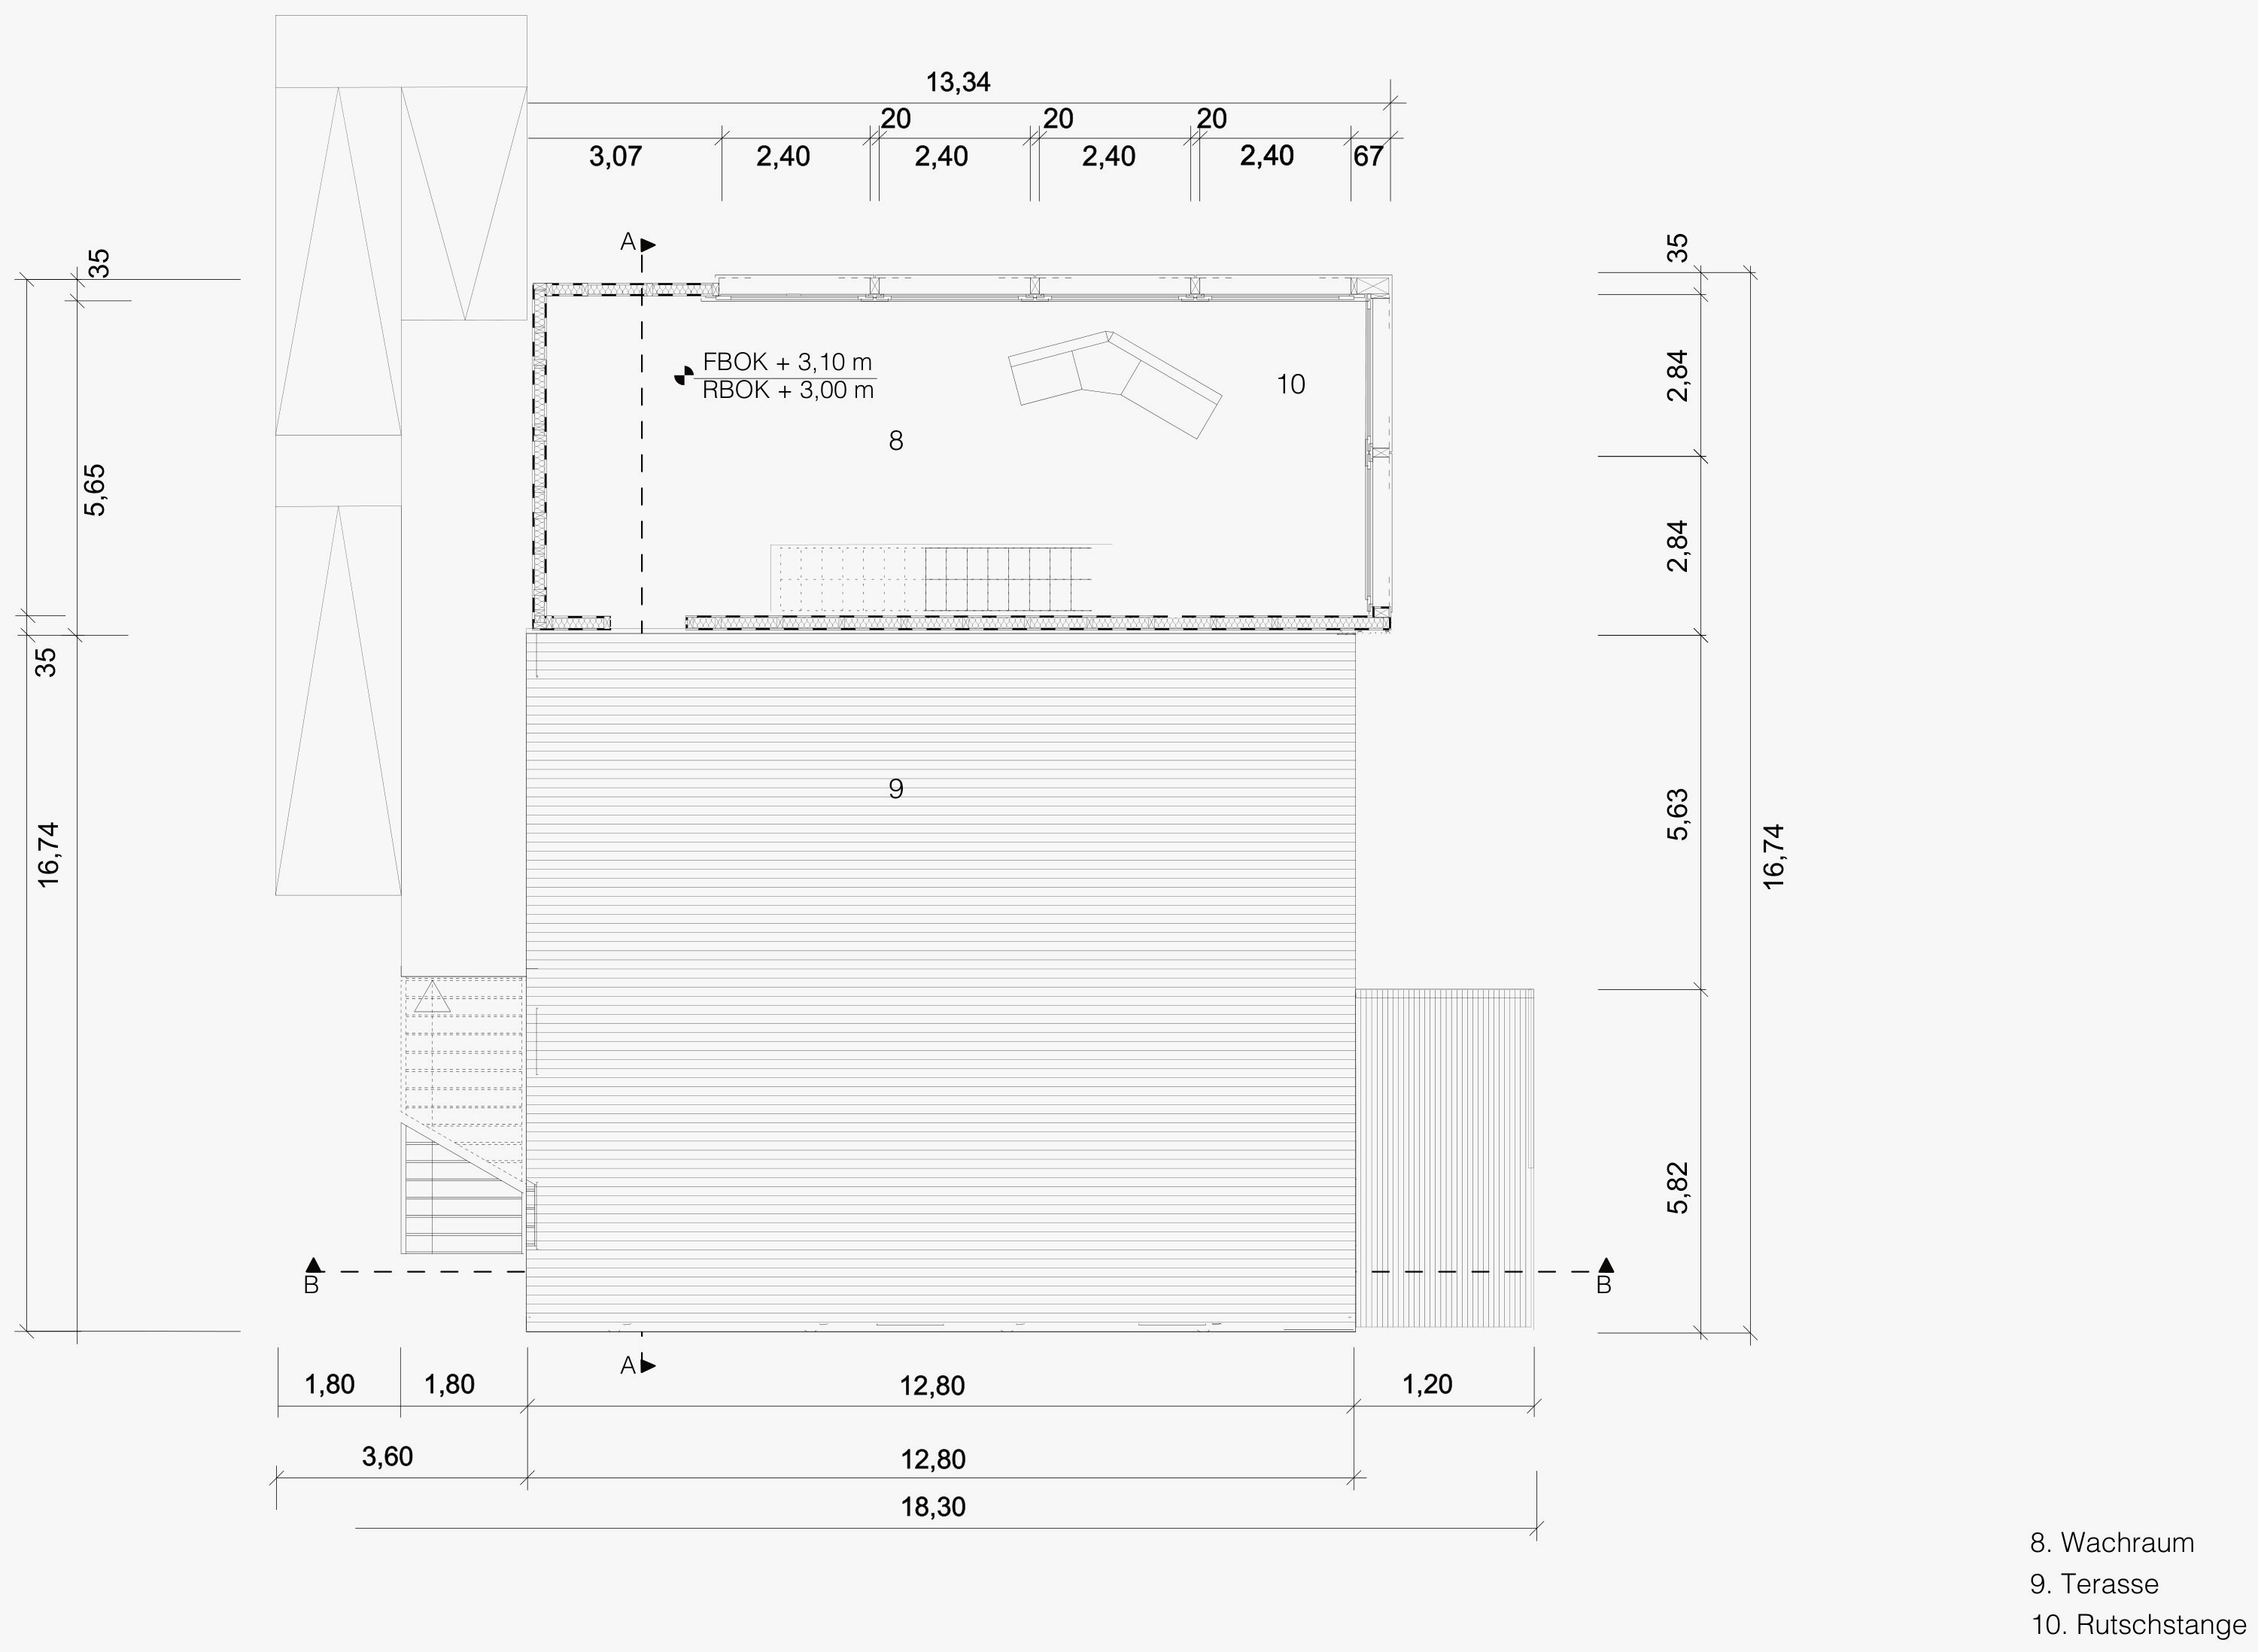 13,34
20 20 20
3,07 2,40 2,40 2,40 2,40 67
A
35
35
FBOK + 3,10 m
RBOK + 3,00 m
10
2,84
8
5,65
2,84
35
9
5,63
16,74
16,74
5,82
B
B
A
1,80 1,80 12,80 1,20
3,60 12,80
18,30
8. Wachraum
9. Terasse
10. Rutschstange